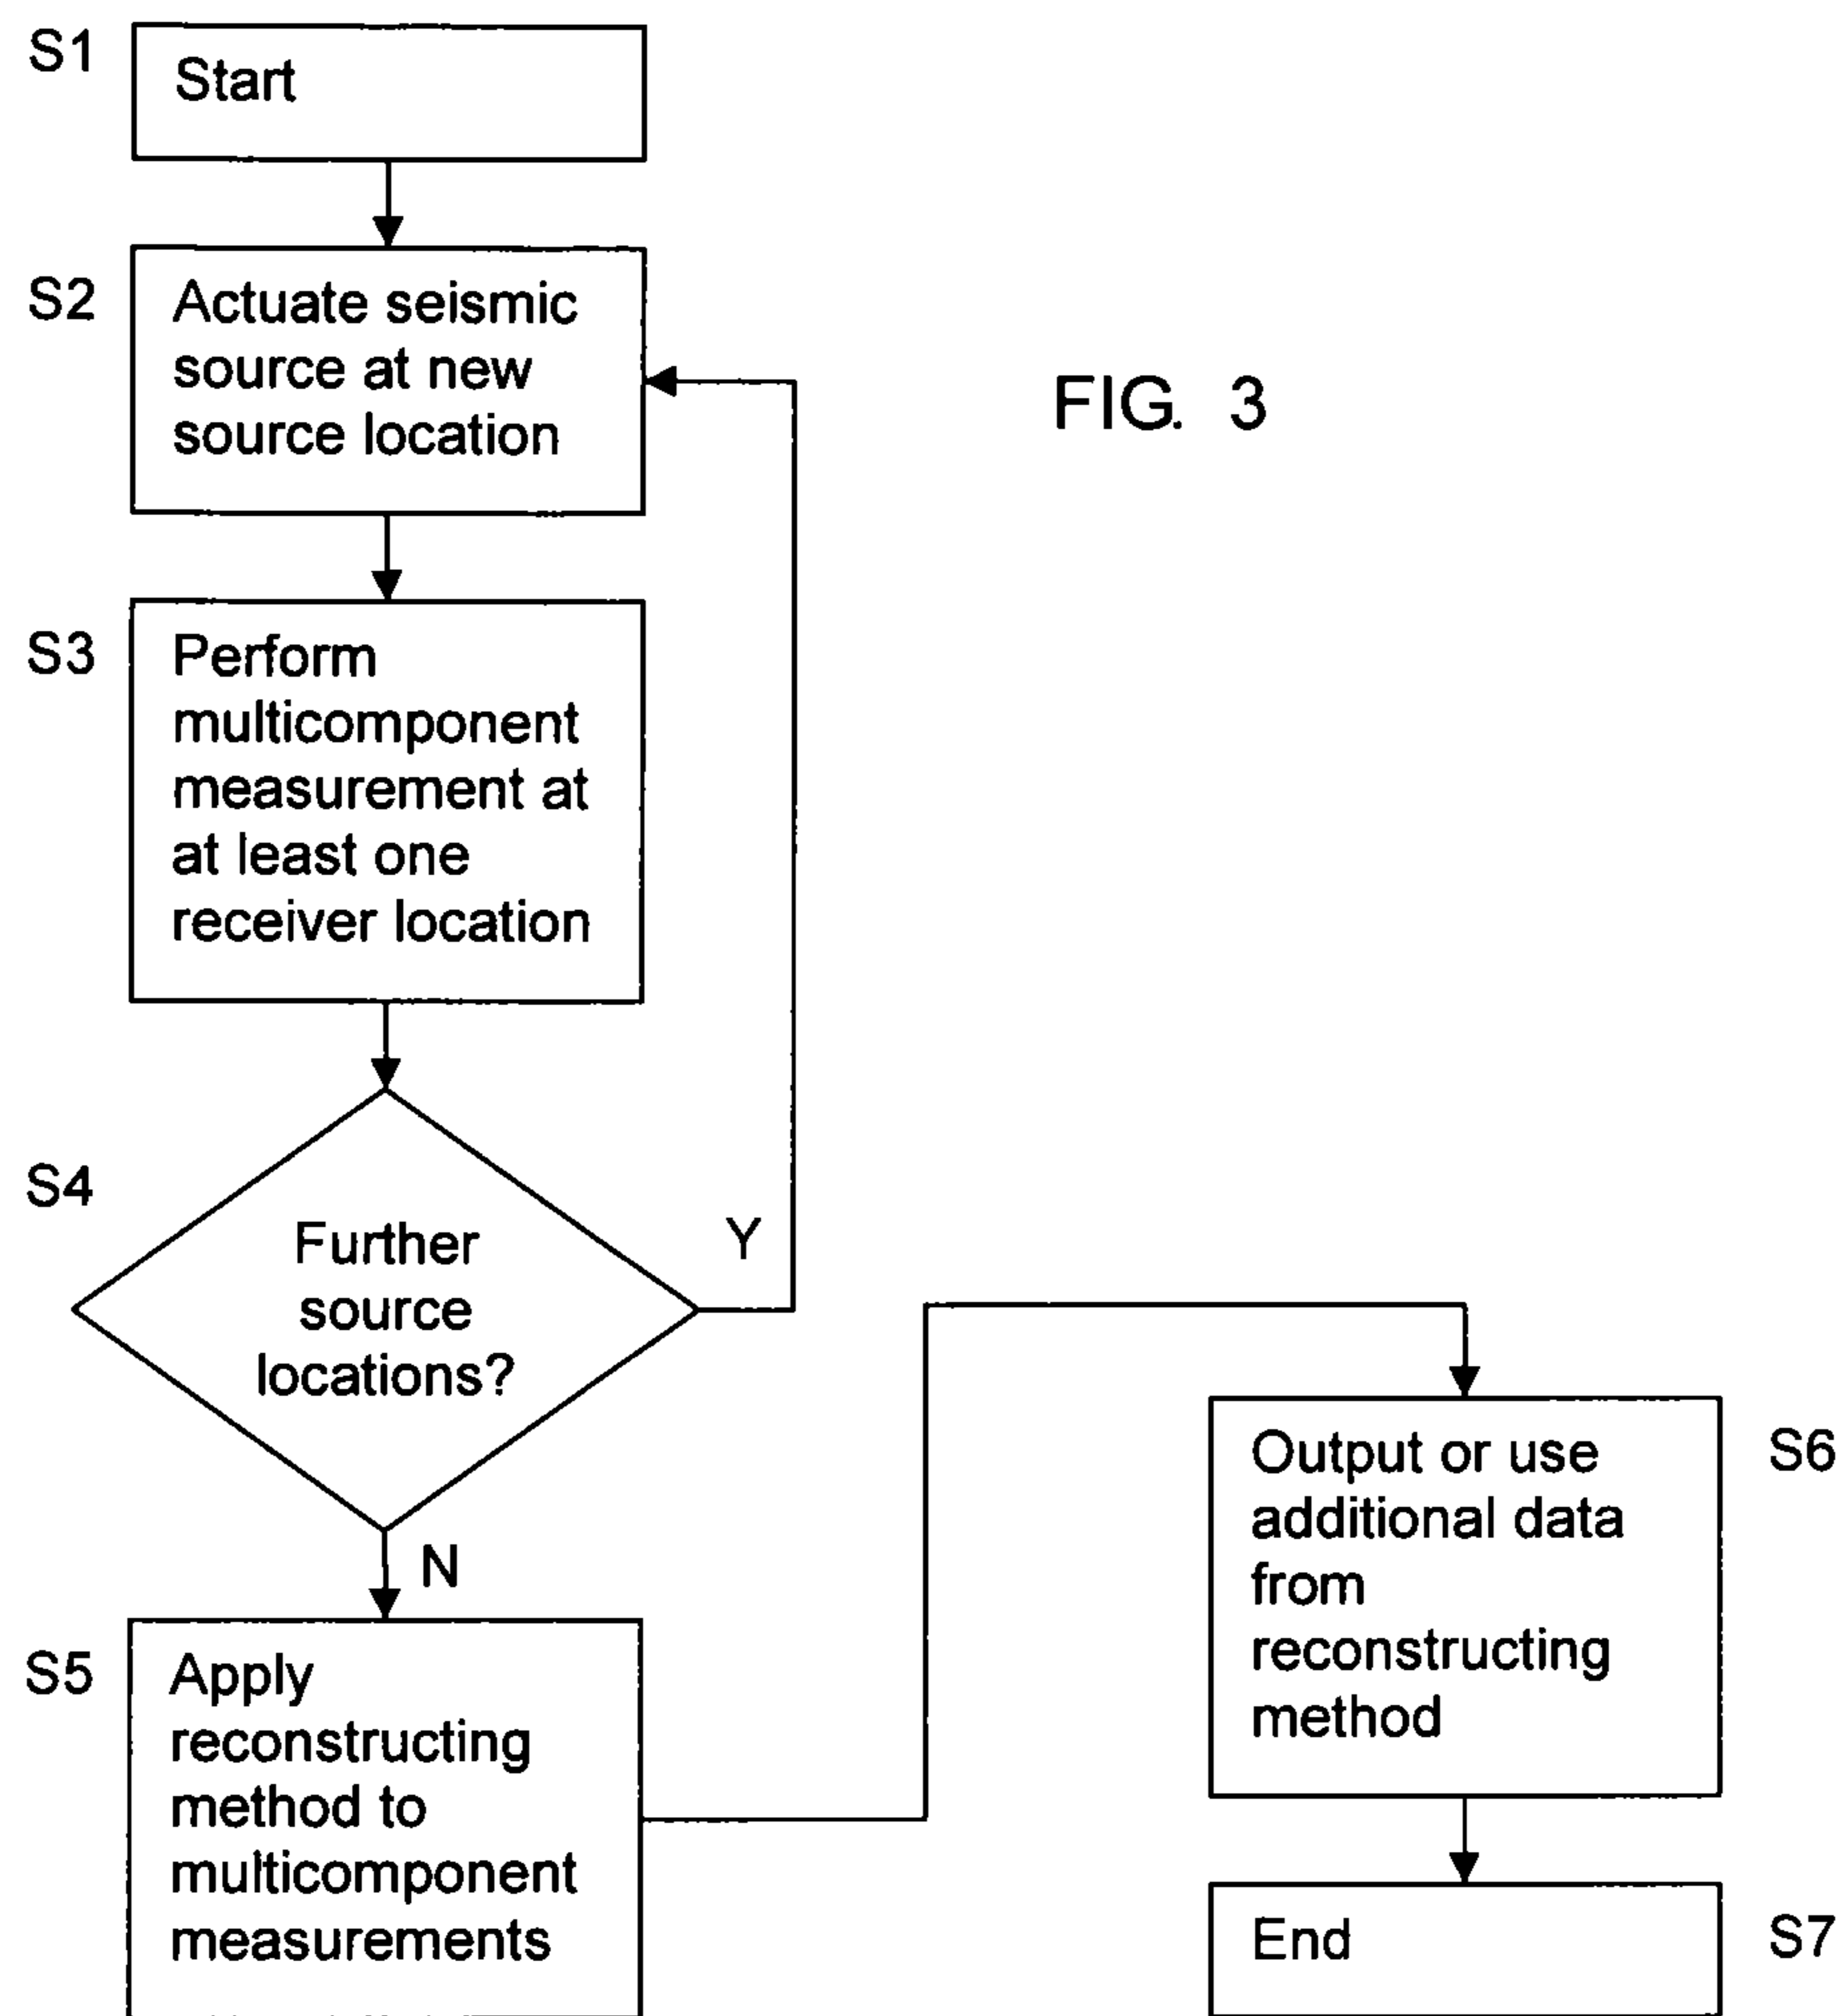 S1
Start
S2
Actuate seismic
source at new
source location
FIG. 3
S3
Perform
multicomponent
measurement at
at least one
receiver location
S4
Further
source
locations?
Y
N
S5
Apply
reconstructing
method to
multicomponent
measurements
S6
Output or use
additional data
from
reconstructing
method
S7
End